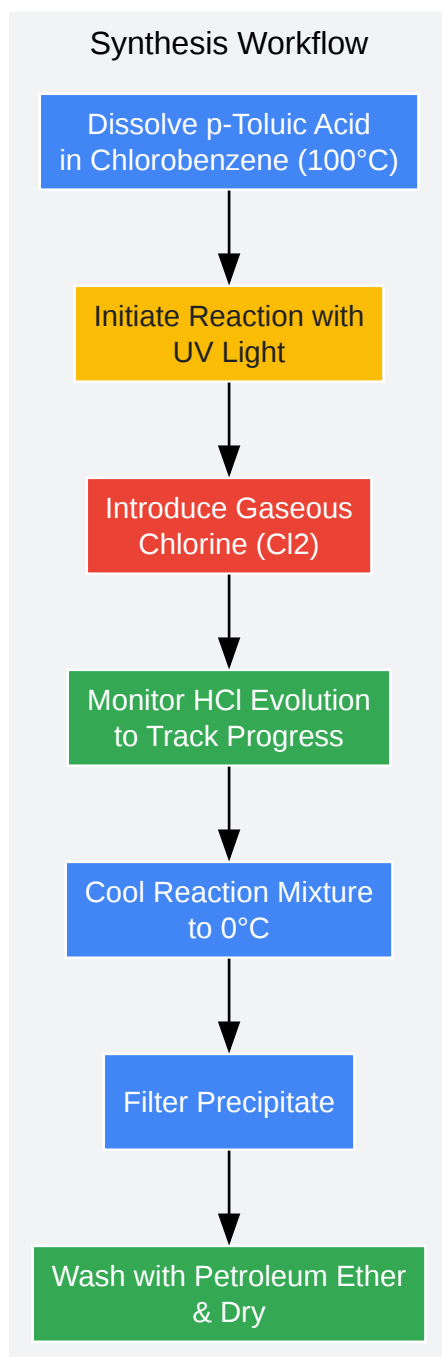 Synthesis Workflow
Dissolve p-Toluic Acid
in Chlorobenzene (100°C)
Initiate Reaction with
UV Light
Introduce Gaseous
Chlorine (Cl2)
Monitor HCl Evolution
to Track Progress
Cool Reaction Mixture
to 0°C
Filter Precipitate
Wash with Petroleum Ether
& Dry